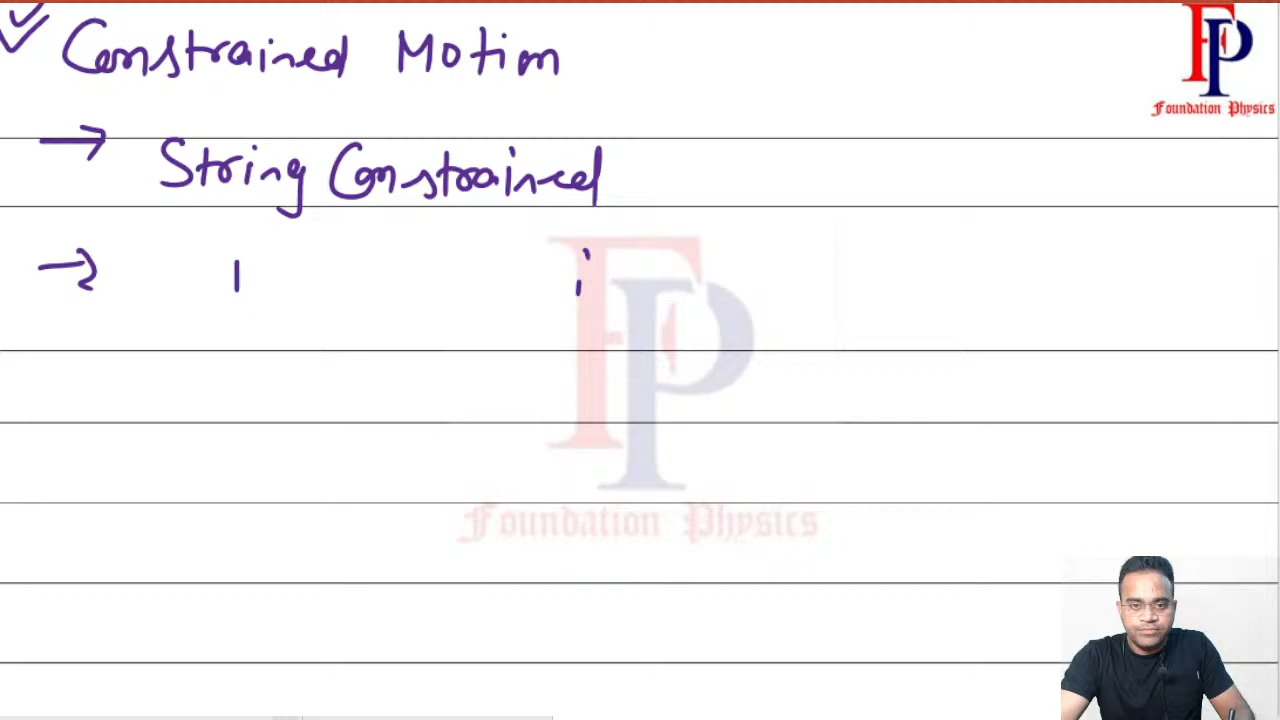 Constrained Motion
Foundation Physics
→ String Constrained
→
Foundation Physics